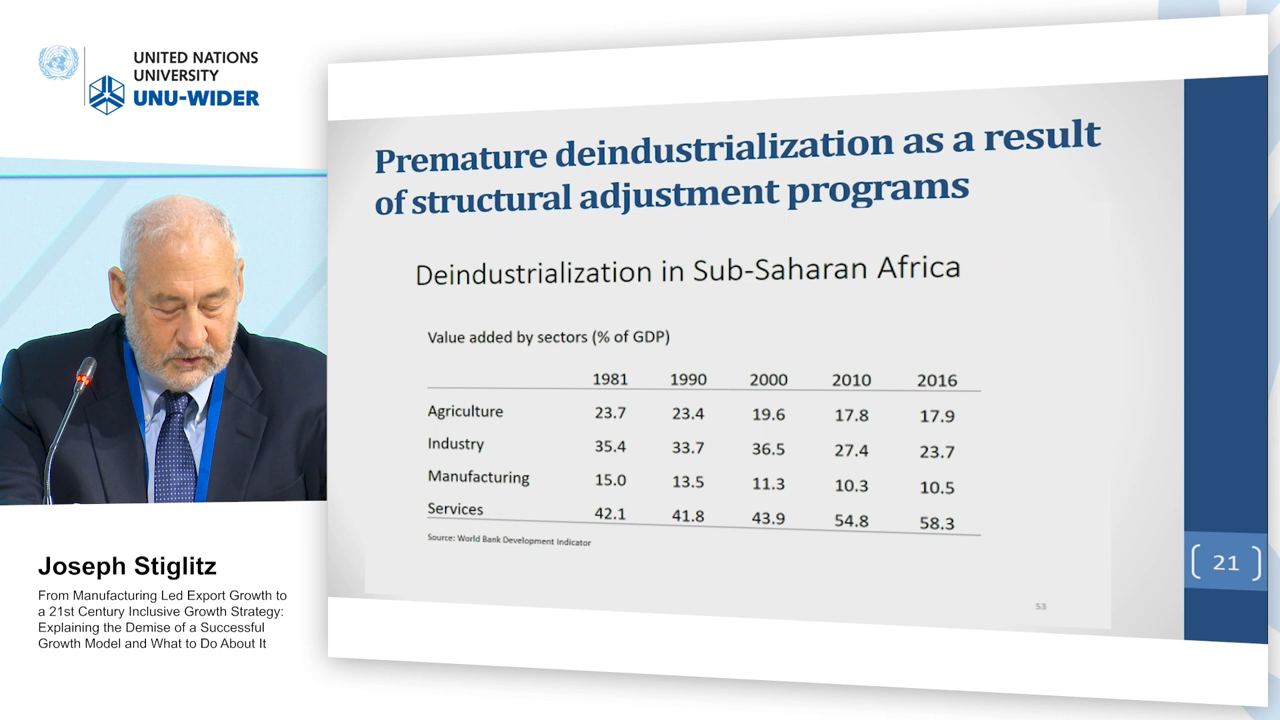 UNITED NATIONS
UNIVERSITY
UNU-WIDER
Joseph Stiglitz
From Manufacturing Led Export Growth to
a 21st Century Inclusive Growth Strategy:
Explaining the Demise of a Successful
Growth Model and What to Do About It
Premature deindustrialization as a result
of structural adjustment programs
Deindustrialization in Sub-Saharan Africa
Value added by sectors (% of GDP)
1981 1990 2000 2010 2016
Agriculture 23.7 23.4 19.6 17.8 17.9
Industry 35.4 33.7 36.5 27.4 23.7
Manufacturing 15.0 13.5 11.3 10.3 10.5
Services 42.1 41.8 43.9 54.8 58.3
Source: World Bank Development Indicator
53
[ 21 ]